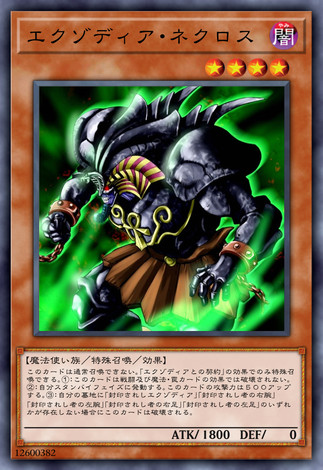 エクゾディア・ネクロス
やみ
闇
【魔法使い族／特殊召喚／効果】
このカードは通常召喚できない。「エクゾディアとの契約」の効果でのみ特殊召
喚できる。①：このカードは戦闘及び魔法・罠カードの効果では破壊されない。
②：自分スタンバイフェイズに発動する。このカードの攻撃力は５００アップ
する。③：自分の墓地に「封印されしエクゾディア」「封印されし者の右腕」
「封印されし者の左腕」「封印されし者の右足」「封印されし者の左足」のいずれ
かが存在しない場合にこのカードは破壊される。
ATK/ 1800 DEF/ 0
12600382